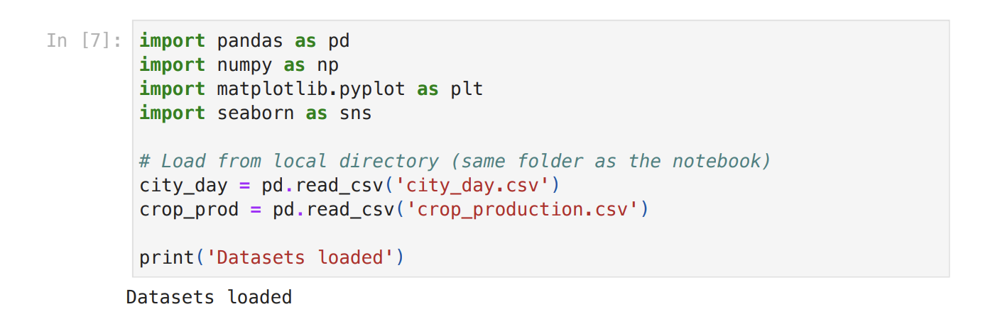 In [7]: import pandas as pd
import numpy as np
import matplotlib.pyplot as plt
import seaborn as sns
# Load from local directory (same folder as the notebook)
city_day = pd.read_csv('city_day.csv')
crop_prod = pd.read_csv('crop_production.csv')
print('Datasets loaded')
Datasets loaded